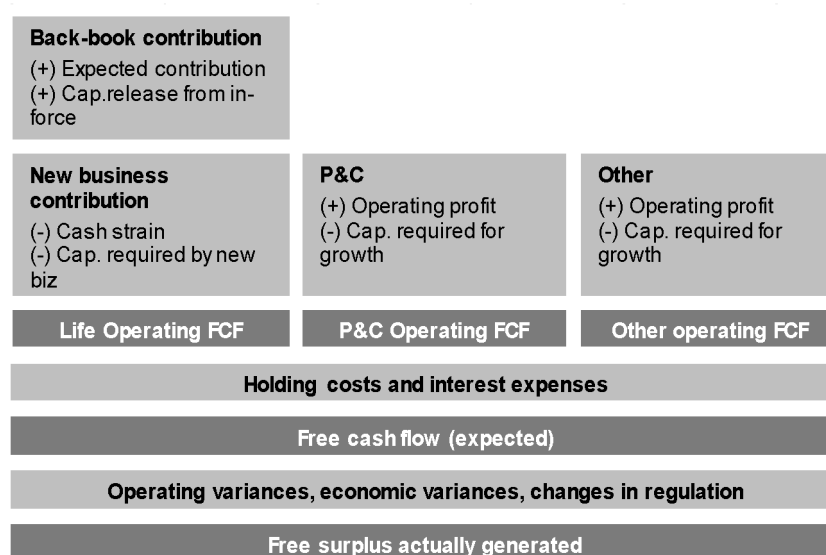 Back-book contribution
(+) Expected contribution
(+) Cap.release from in-
force
New business
contribution
(-) Cash strain
(-) Cap. required by new
biz
P&C
(+) Operating profit
(-) Cap. required for
growth
Other
(+) Operating profit
(-) Cap. required for
growth
Life Operating FCF
P&C Operating FCF
Other operating FCF
Holding costs and interest expenses
Free cash flow (expected)
Operating variances, economic variances, changes in regulation
Free surplus actually generated